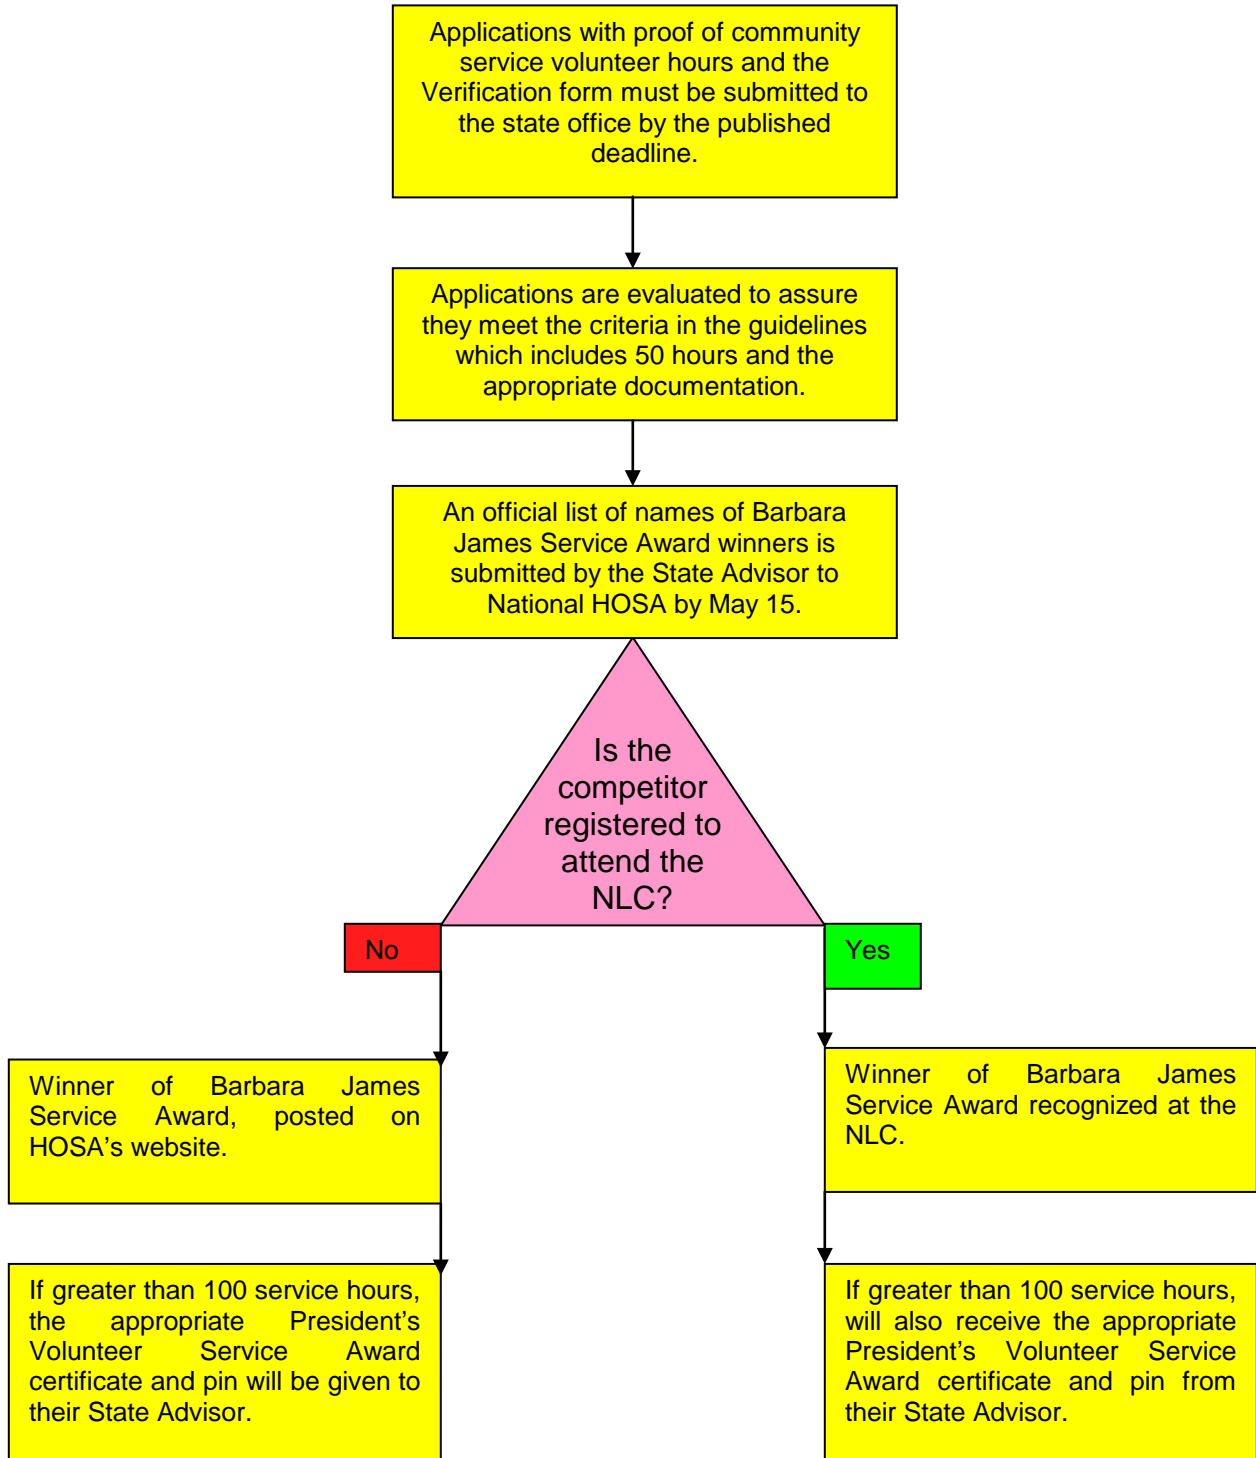 Applications with proof of community
service volunteer hours and the
Verification form must be submitted to
the state office by the published
deadline.
Applications are evaluated to assure
they meet the criteria in the guidelines
which includes 50 hours and the
appropriate documentation.
An official list of names of Barbara
James Service Award winners is
submitted by the State Advisor to
National HOSA by May 15.
Is the
competitor
registered to
attend the
NLC?
No
Yes
Winner of Barbara James
Service Award, posted on
HOSA’s website.
Winner of Barbara James
Service Award recognized at the
NLC.
If greater than 100 service hours,
the appropriate President’s
Volunteer Service Award
certificate and pin will be given to
their State Advisor.
If greater than 100 service hours,
will also receive the appropriate
President’s Volunteer Service
Award certificate and pin from
their State Advisor.